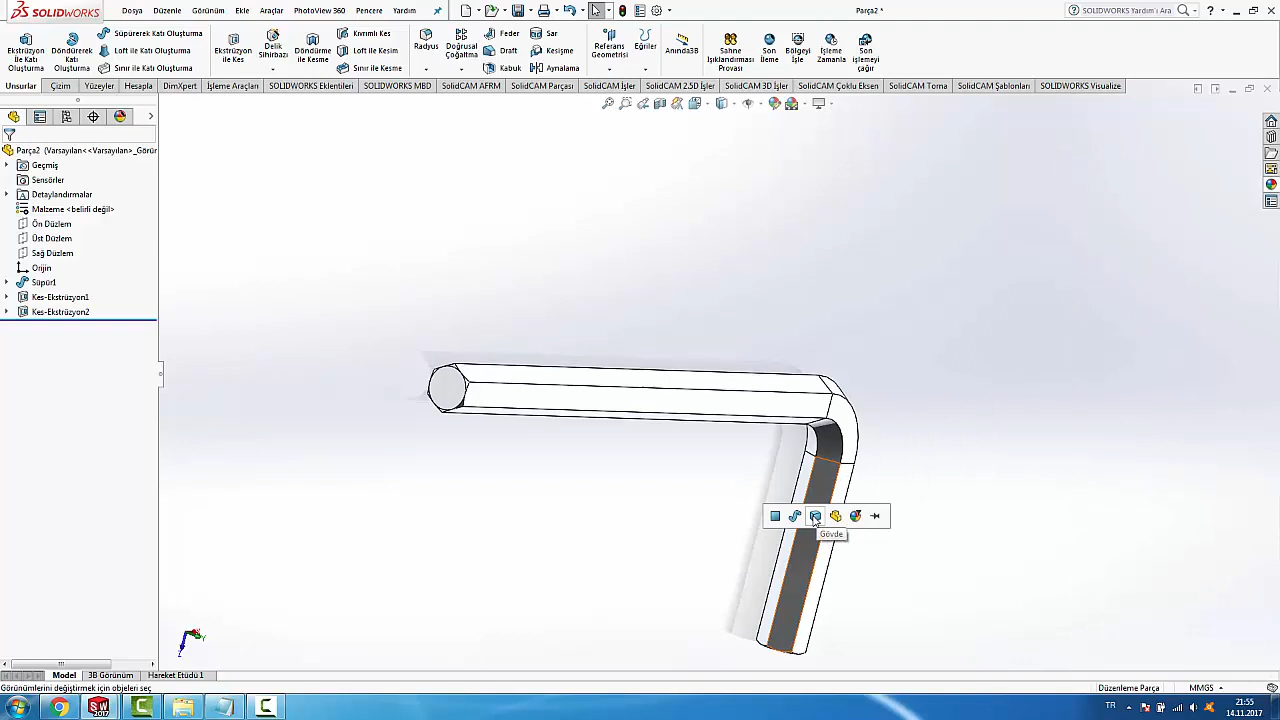 SOLIDWORKS
Dosya Düzenle Görünüm Ekle Araçlar PhotoView 360 Pencere Yardım
Parça2 *
SOLIDWORKS Yardım'ı Ara
Ekstrüzyon İle Katı Oluşturma
Döndürerek Katı Oluşturma
Süpürerek Katı Oluşturma
Loft ile Katı Oluşturma
Sınır ile Katı Oluşturma
Ekstrüzyon ile Kes
Delik Sihirbazı
Döndürme ile Kesme
Kıvrımlı Kes
Loft ile Kesim
Sınır ile Kesme
Radyus
Doğrusal Çoğaltma
Feder
Draft
Kabuk
Sar
Kesişme
Aynalama
Referans Geometrisi
Eğriler
Anında3B
Sahne Işıklandırması Provası
Son İleme
Bölgeyi İşle
İşleme Zamanla
Son işlemeyi çağır
Unsurlar Çizim Yüzeyler Hesapla DimXpert İşleme Araçları SOLIDWORKS Eklentileri SOLIDWORKS MBD SolidCAM AFRM SolidCAM Parçası SolidCAM İşler SolidCAM 2.5D İşler SolidCAM 3D İşler SolidCAM Çoklu Eksen SolidCAM Torna SolidCAM Şablonları SOLIDWORKS Visualize
Parça2 (Varsayılan<<Varsayılan>_Görür
Geçmiş
Sensörler
Detaylandırmalar
Malzeme <belirli değil>
Ön Düzlem
Üst Düzlem
Sağ Düzlem
Orijin
Süpür1
Kes-Ekstrüzyon1
Kes-Ekstrüzyon2
Gövde
Model 3B Görünüm Hareket Etüdü 1
Görünümlerini değiştirmek için objeleri seç
Düzenleme Parça
MMGS
TR
21:55
14.11.2017